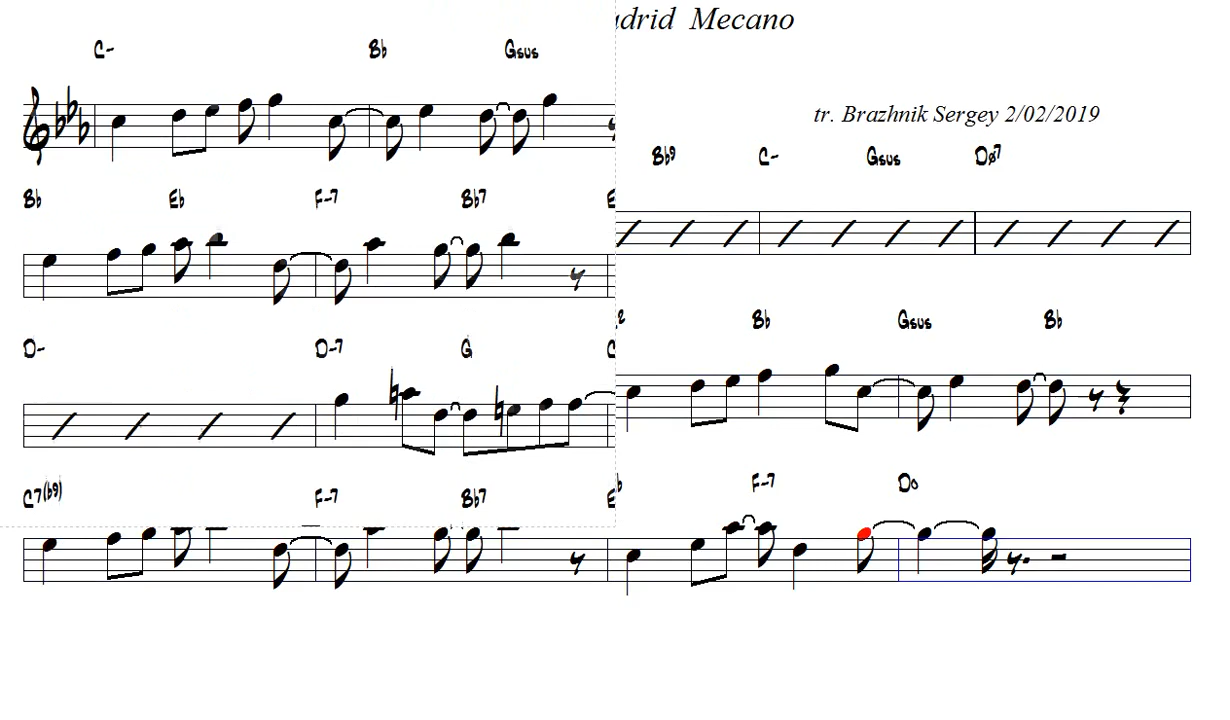 Mecano
tr. Brazhnik Sergey 2/02/2019
C- Bb Gsus
Bb9 C- Gsus Dø7
Bb Eb F-7 Bb7
Bb Gsus Bb
D- D-7 G
F-7 Do
C7(b9) F-7 Bb7